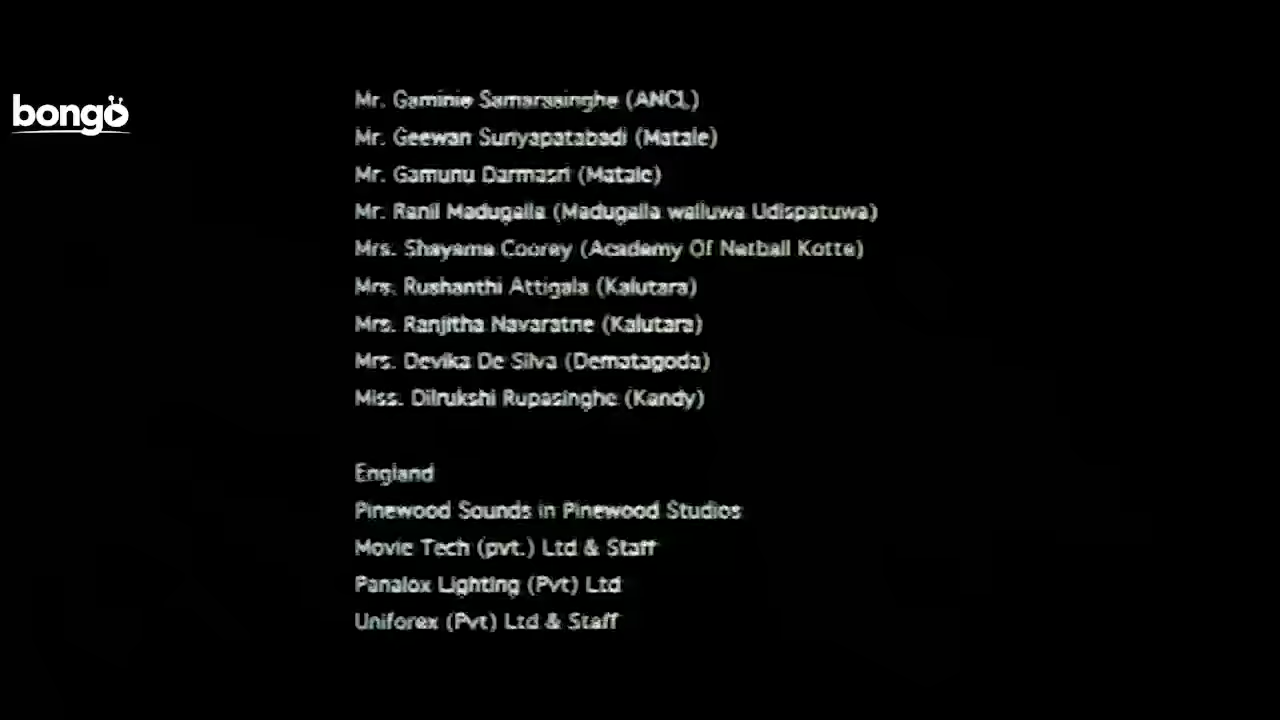 bongo
Mr. Gaminie Samarasinghe (ANCL)
Mr. Geewan Suriyapatabadi (Matale)
Mr. Gamunu Darmasri (Matale)
Mr. Ranil Madugalla (Madugalla walluwa Udispatuwa)
Mrs. Shayama Coorey (Academy Of Netball Kotte)
Mrs. Rushanthi Attigala (Kalutara)
Mrs. Ranjitha Navaratne (Kalutara)
Mrs. Devika De Silva (Dematagoda)
Miss. Dilrukshi Rupasinghe (Kandy)
England
Pinewood Sounds in Pinewood Studios
Movie Tech (pvt.) Ltd & Staff
Panalox Lighting (Pvt) Ltd
Uniforex (Pvt) Ltd & Staff